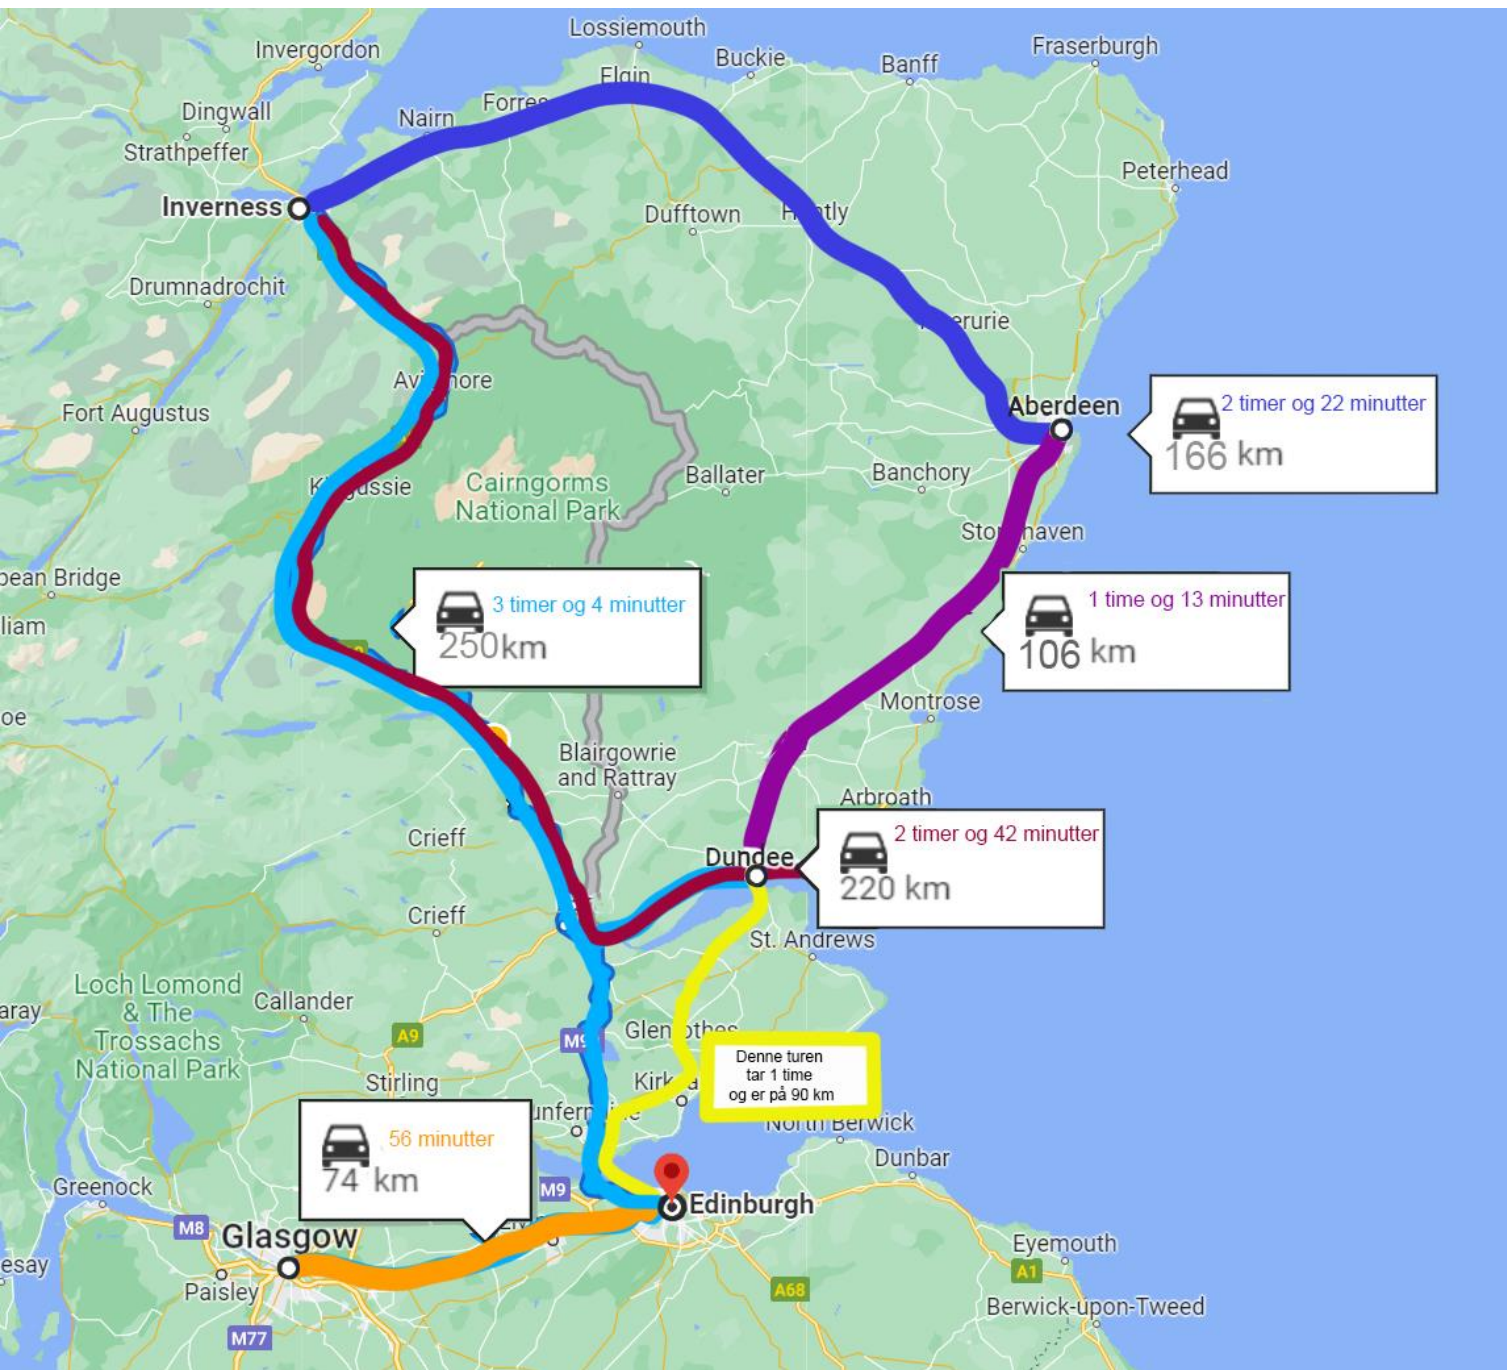 Lossiemouth
Invergordon
Fraserburgh
Buckie
Banff
Elgin
Dingwall
Nairn
Strathpeffer
Peterhead
Inverness
Dufftown
Drumnadrochit
Aberdeen
2 timer og 22 minutter
166 km
Fort Augustus
Ballater
Banchory
Cairngorms
National Park
3 timer og 4 minutter
250km
1 time og 13 minutter
106 km
Montrose
Blairgowrie
and Rattray
Arbroath
Crieff
Dundee
2 timer og 42 minutter
220 km
Crieff
St. Andrews
Loch Lomond
& The
Trossachs
National Park
Callander
A9
Stirling
Denne turen
tar 1 time
og er på 90 km
North Berwick
56 minutter
74 km
Dunbar
Greenock
M9
Edinburgh
M8
Glasgow
Eyemouth
A1
Paisley
A68
Berwick-upon-Tweed
M77